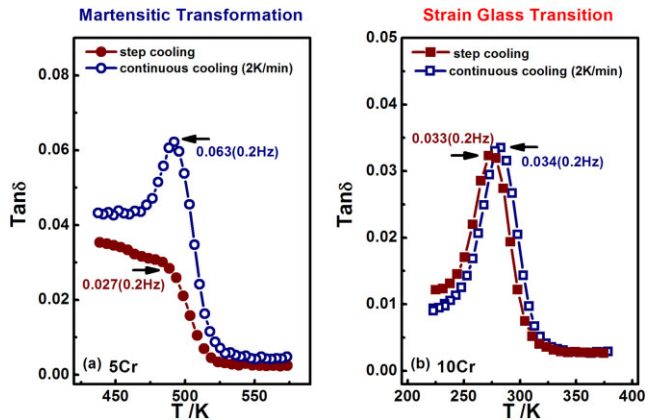 Martensitic Transformation
step cooling
continuous cooling (2K/min)
0.08
0.06
0.04
0.02
0.00
Tanδ
0.063(0.2Hz)
0.027(0.2Hz)
(a) 5Cr
450
500
550
T /K
Strain Glass Transition
step cooling
continuous cooling (2K/min)
0.05
0.04
0.03
0.02
0.01
0.00
Tanδ
0.033(0.2Hz)
0.034(0.2Hz)
(b) 10Cr
200
250
300
350
400
T /K